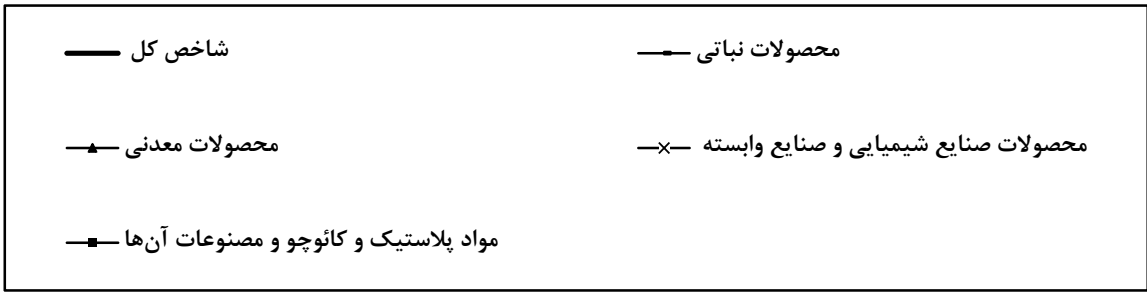 شاخص کل
محصولات نباتی
محصولات معدنی
محصولات صنایع شیمیایی و صنایع وابسته
مواد پلاستیک و کائوچو و مصنوعات آن‌ها